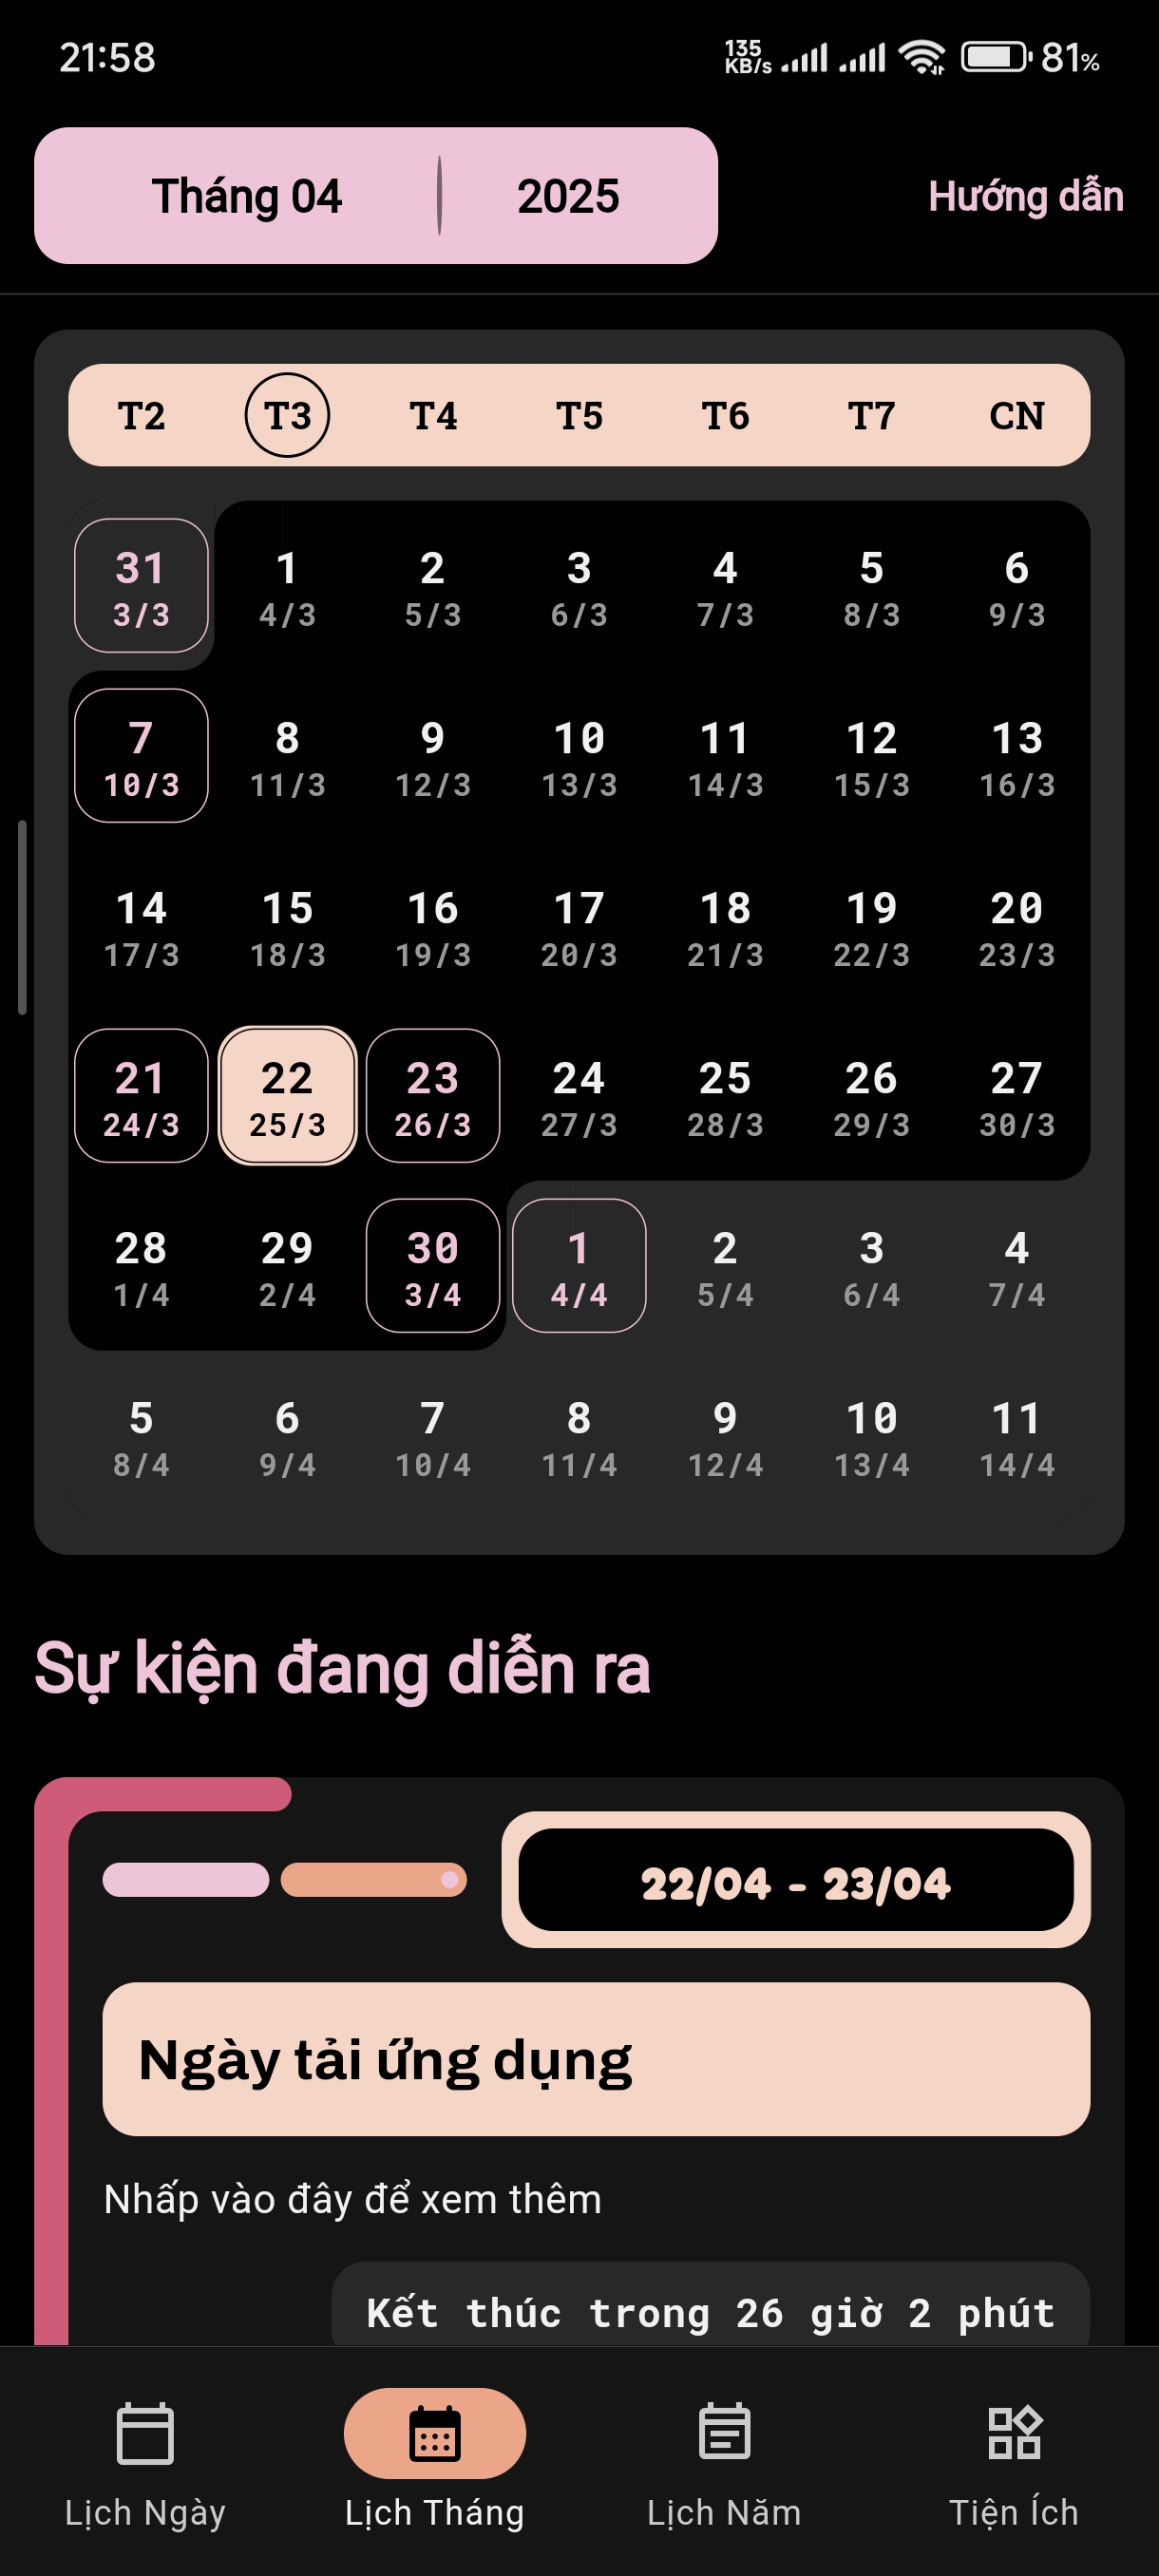 21:58 135 KB/s 81%
Tháng 04 2025 Hướng dẫn
T2 T3 T4 T5 T6 T7 CN
31 1 2 3 4 5 6
3/3 4/3 5/3 6/3 7/3 8/3 9/3
7 8 9 10 11 12 13
10/3 11/3 12/3 13/3 14/3 15/3 16/3
14 15 16 17 18 19 20
17/3 18/3 19/3 20/3 21/3 22/3 23/3
21 22 23 24 25 26 27
24/3 25/3 26/3 27/3 28/3 29/3 30/3
28 29 30 1 2 3 4
1/4 2/4 3/4 4/4 5/4 6/4 7/4
5 6 7 8 9 10 11
8/4 9/4 10/4 11/4 12/4 13/4 14/4
Sự kiện đang diễn ra
22/04 - 23/04
Ngày tải ứng dụng
Nhấp vào đây để xem thêm
Kết thúc trong 26 giờ 2 phút
Lịch Ngày Lịch Tháng Lịch Năm Tiện Ích